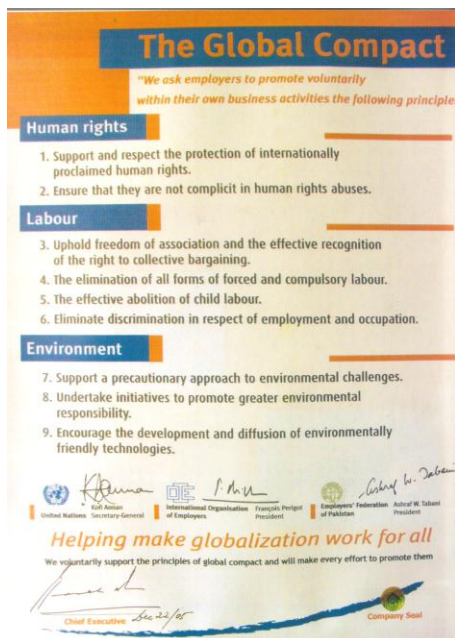 The Global Compact
"We ask employers to promote voluntarily
within their own business activities the following principle
Human rights
1. Support and respect the protection of internationally
proclaimed human rights.
2. Ensure that they are not complicit in human rights abuses.
Labour
3. Uphold freedom of association and the effective recognition
of the right to collective bargaining.
4. The elimination of all forms of forced and compulsory labour.
5. The effective abolition of child labour.
6. Eliminate discrimination in respect of employment and occupation.
Environment
7. Support a precautionary approach to environmental challenges.
8. Undertake initiatives to promote greater environmental
responsibility.
9. Encourage the development and diffusion of environmentally
friendly technologies.
United Nations
Kofi Annan
Secretary-General
International Organisation
of Employers
François Perigot
President
Employers' Federation
of Pakistan
Ashraf W. Tabani
President
Helping make globalization work for all
We voluntarily support the principles of global compact and will make every effort to promote them
Chief Executive Dec 22/05
Company Seal